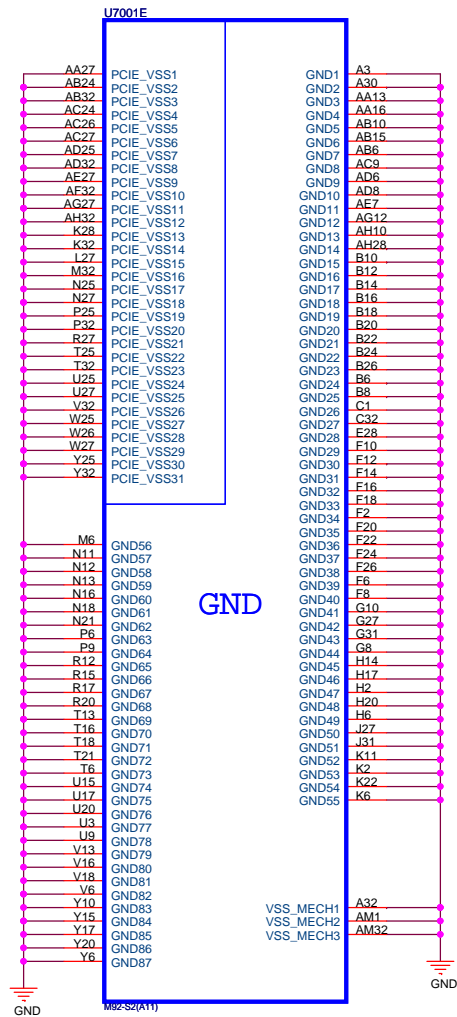 U7001E
AA27 PCIE_VSS1
AB24 PCIE_VSS2
AB32 PCIE_VSS3
AC24 PCIE_VSS4
AC26 PCIE_VSS5
AC27 PCIE_VSS6
AD25 PCIE_VSS7
AD32 PCIE_VSS8
AE27 PCIE_VSS9
AF32 PCIE_VSS10
AG27 PCIE_VSS11
AH32 PCIE_VSS12
K28 PCIE_VSS13
K32 PCIE_VSS14
L27 PCIE_VSS15
M32 PCIE_VSS16
N25 PCIE_VSS17
N27 PCIE_VSS18
P25 PCIE_VSS19
P32 PCIE_VSS20
R27 PCIE_VSS21
T25 PCIE_VSS22
T32 PCIE_VSS23
U25 PCIE_VSS24
U27 PCIE_VSS25
V32 PCIE_VSS26
W25 PCIE_VSS27
W26 PCIE_VSS28
W27 PCIE_VSS29
Y25 PCIE_VSS30
Y32 PCIE_VSS31
M6 GND56
N11 GND57
N12 GND58
N13 GND59
N16 GND60
N18 GND61
N21 GND62
P6 GND63
P9 GND64
R12 GND65
R15 GND66
R17 GND67
R20 GND68
T13 GND69
T16 GND70
T18 GND71
T21 GND72
T6 GND73
U15 GND74
U17 GND75
U20 GND76
U3 GND77
U9 GND78
V13 GND79
V16 GND80
V18 GND81
V6 GND82
Y10 GND83
Y15 GND84
Y17 GND85
Y20 GND86
Y6 GND87
GND
GND
GND1 A3
GND2 A30
GND3 AA13
GND4 AA16
GND5 AB10
GND6 AB15
GND7 AB6
GND8 AC9
GND9 AD6
GND10 AD8
GND11 AE7
GND12 AG12
GND13 AH10
GND14 AH28
GND15 B10
GND16 B12
GND17 B14
GND18 B16
GND19 B18
GND20 B20
GND21 B22
GND22 B24
GND23 B26
GND24 B6
GND25 B8
GND26 C1
GND27 C32
GND28 E28
GND29 F10
GND30 F12
GND31 F14
GND32 F16
GND33 F18
GND34 F2
GND35 F20
GND36 F22
GND37 F24
GND38 F26
GND39 F6
GND40 F8
GND41 G10
GND42 G27
GND43 G31
GND44 G8
GND45 H14
GND46 H17
GND47 H2
GND48 H20
GND49 H6
GND50 J27
GND51 J31
GND52 K11
GND53 K2
GND54 K22
GND55 K6
VSS_MECH1 A32
VSS_MECH2 AM1
VSS_MECH3 AM32
GND
M92-S2(A11)